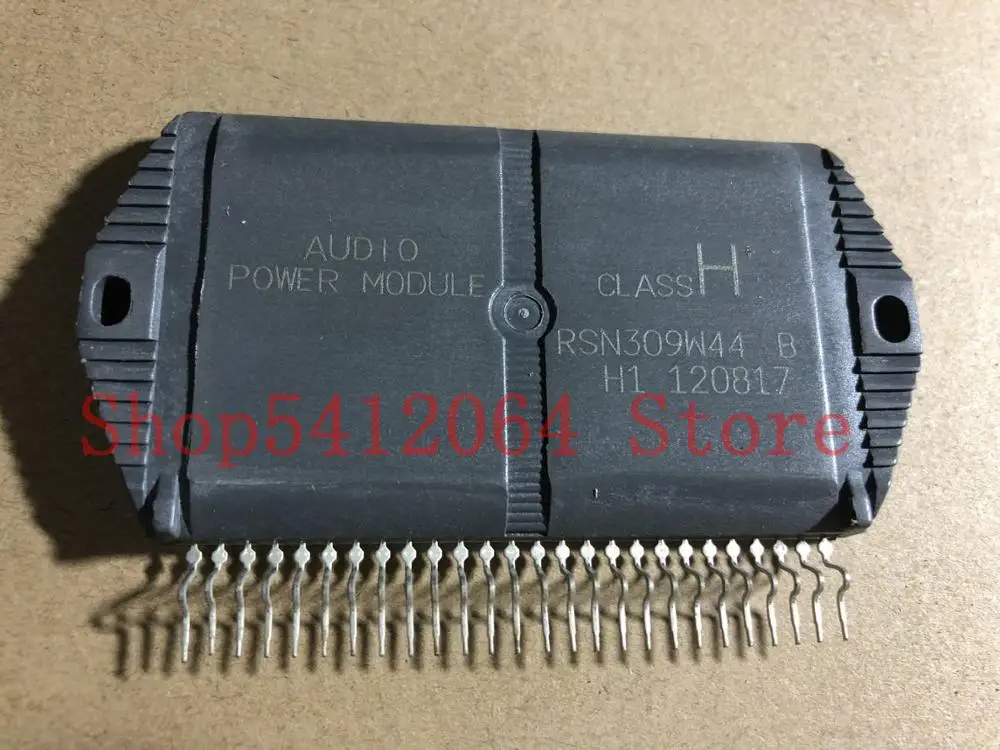 AUDIO
POWER MODULE
CLASS H
RSN309W44 B
H1 120817
Shop5412064 Store